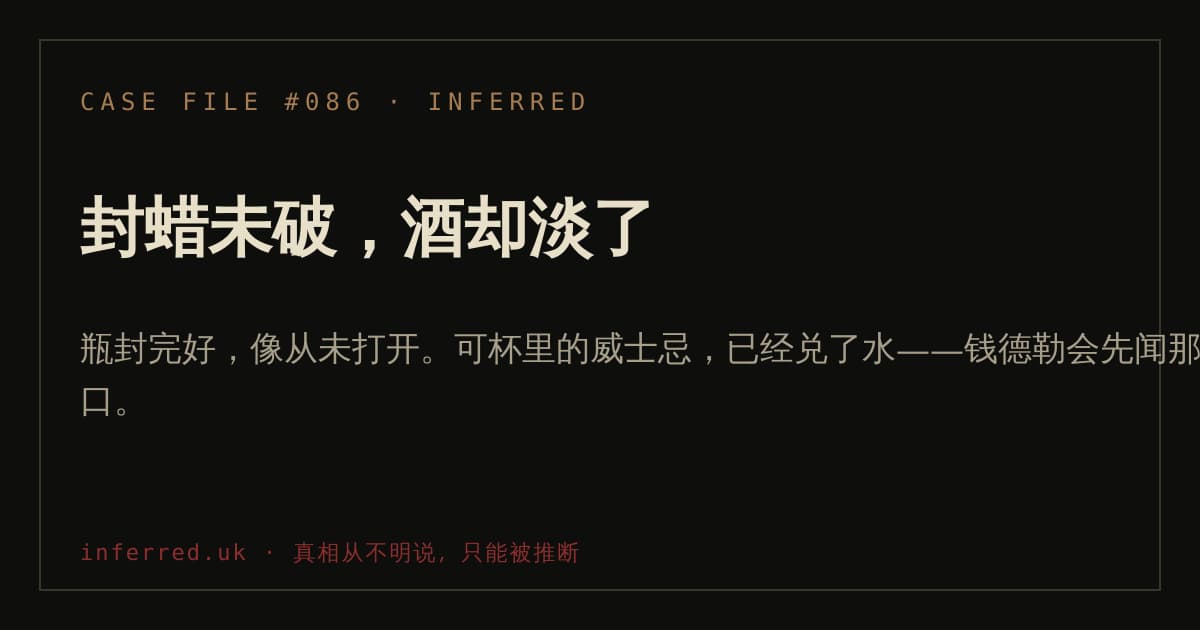 CASE FILE #086 · INFERRED
封蜡未破，酒却淡了
瓶封完好，像从未打开。可杯里的威士忌，已经兑了水——钱德勒会先闻那
口。
inferred.uk · 真相从不明说，只能被推断